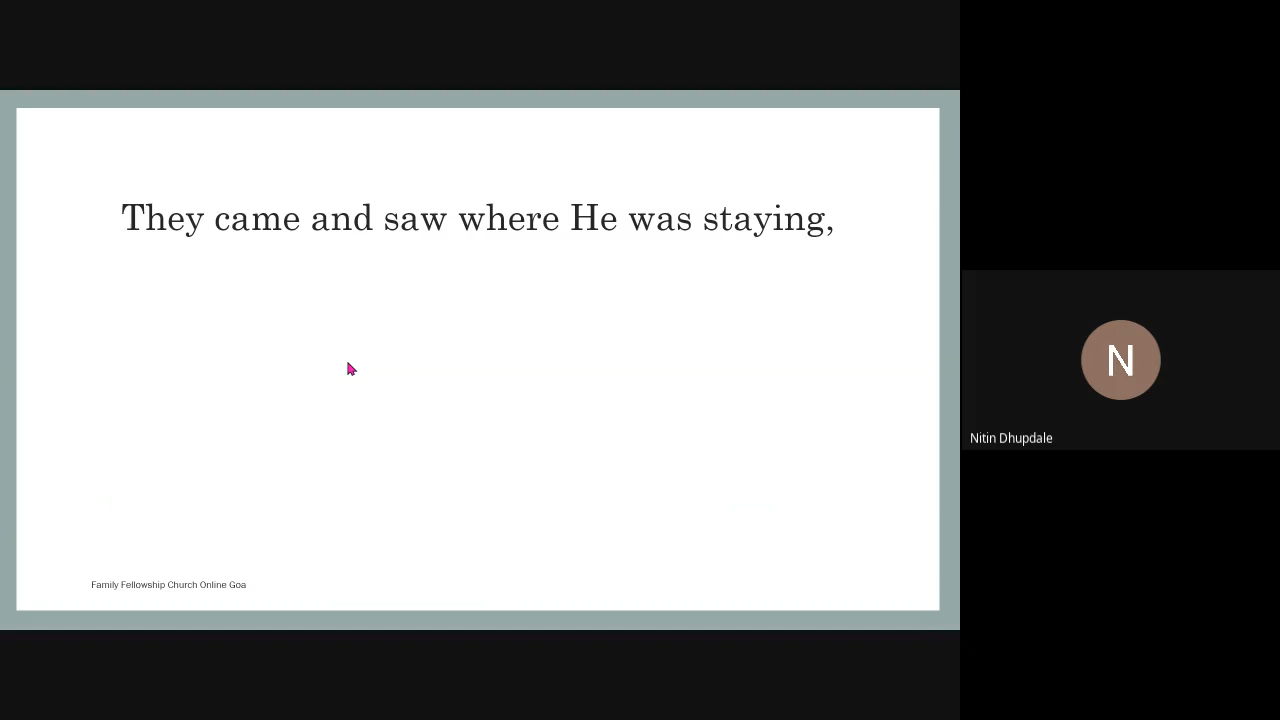 They came and saw where He was staying,
N
Nitin Dhupdale
Family Fellowship Church Online Goa